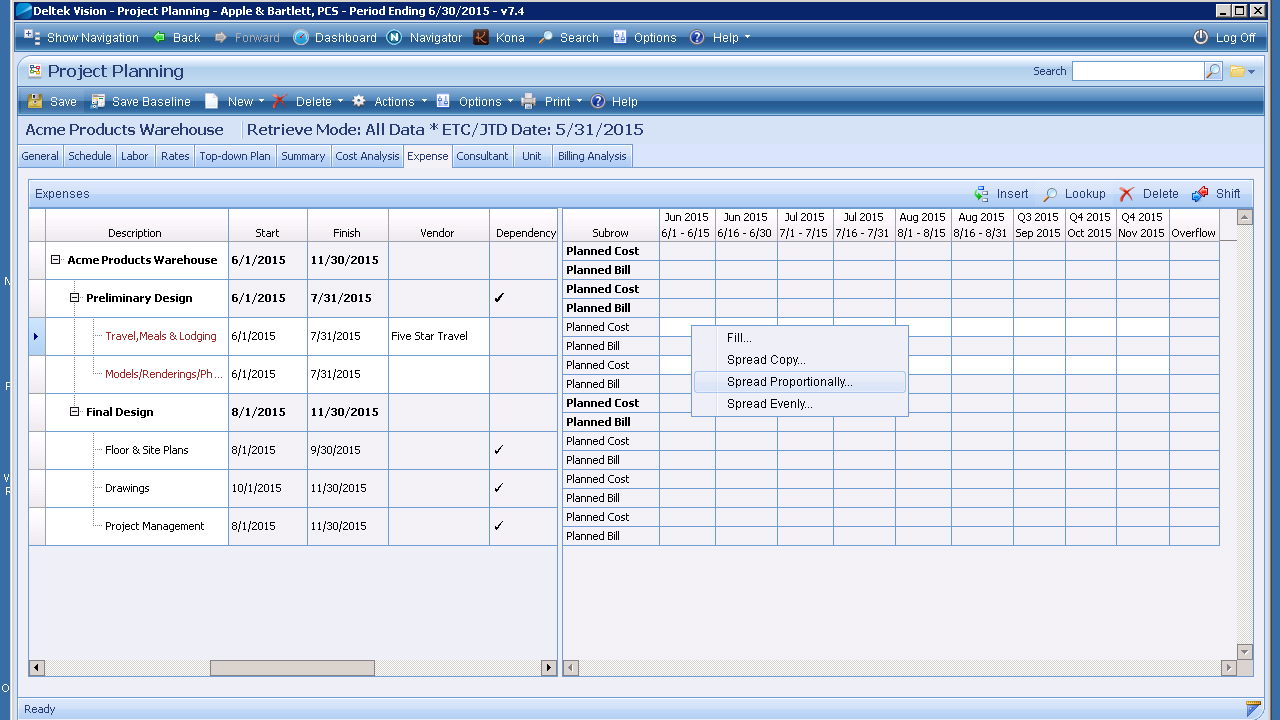 Deltek Vision - Project Planning - Apple & Bartlett, PCS - Period Ending 6/30/2015 - v7.4
Show Navigation Back Forward Dashboard Navigator Kona Search Options Help Log Off
Project Planning Search
Save Save Baseline New Delete Actions Options Print Help
Acme Products Warehouse Retrieve Mode: All Data * ETC/JTD Date: 5/31/2015
General Schedule Labor Rates Top-down Plan Summary Cost Analysis Expense Consultant Unit Billing Analysis
Expenses Insert Lookup Delete Shift
Jun 2015 Jun 2015 Jul 2015 Jul 2015 Aug 2015 Aug 2015 Q3 2015 Q4 2015 Q4 2015
Description Start Finish Vendor Dependency Subrow 6/1 - 6/15 6/16 - 6/30 7/1 - 7/15 7/16 - 7/31 8/1 - 8/15 8/16 - 8/31 Sep 2015 Oct 2015 Nov 2015 Overflow
Acme Products Warehouse 6/1/2015 11/30/2015
Planned Cost
Planned Bill
Preliminary Design 6/1/2015 7/31/2015 ✓
Planned Cost
Planned Bill
Travel,Meals & Lodging 6/1/2015 7/31/2015 Five Star Travel
Planned Cost
Planned Bill
Models/Renderings/Ph ... 6/1/2015 7/31/2015
Planned Cost
Planned Bill
Final Design 8/1/2015 11/30/2015
Planned Cost
Planned Bill
Floor & Site Plans 8/1/2015 9/30/2015 ✓
Planned Cost
Planned Bill
Drawings 10/1/2015 11/30/2015 ✓
Planned Cost
Planned Bill
Project Management 8/1/2015 11/30/2015 ✓
Planned Cost
Planned Bill
Fill...
Spread Copy...
Spread Proportionally...
Spread Evenly...
Ready